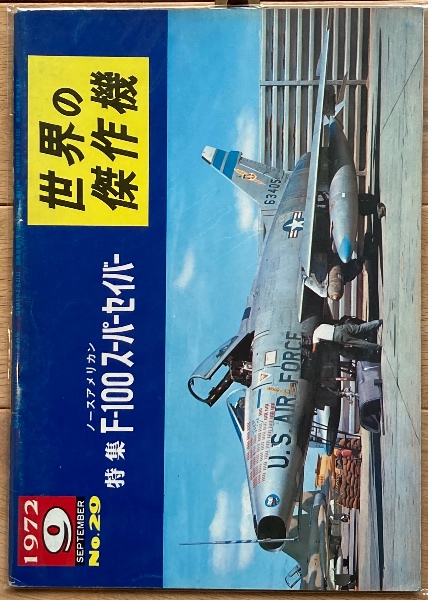 世界の
傑作機
ノースアメリカン
特集 F-100スーパーセイバー
1972
9
SEPTEMBER
No.29
63405
U.S. AIR FORCE